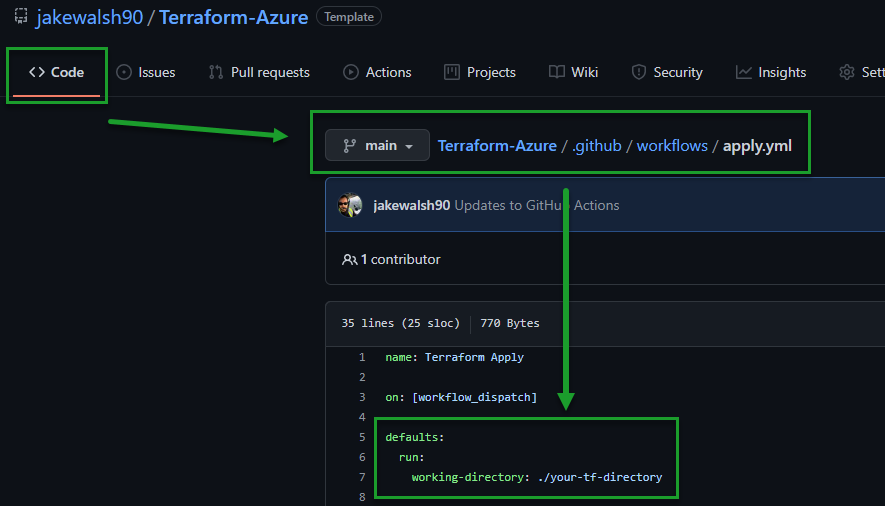 jakewalsh90 / Terraform-Azure Template
<> Code Issues Pull requests Actions Projects Wiki Security Insights Sett
main Terraform-Azure / .github / workflows / apply.yml
jakewalsh90 Updates to GitHub Actions
1 contributor
35 lines (25 sloc) 770 Bytes
1 name: Terraform Apply
2
3 on: [workflow_dispatch]
4
5 defaults:
6 run:
7 working-directory: ./your-tf-directory
8